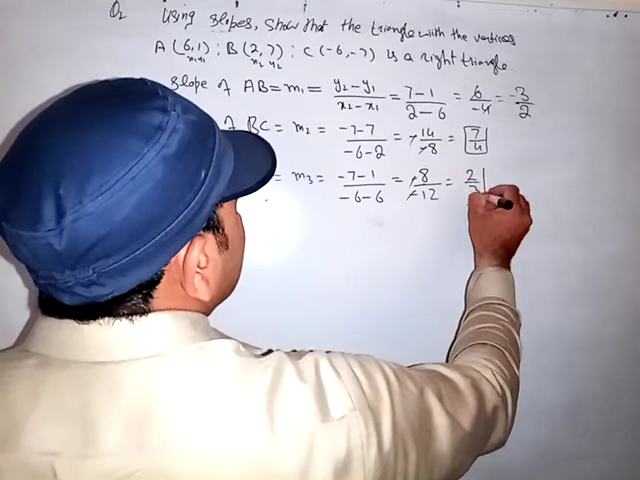 Q2 Using slopes, show that the triangle with the vertices
A (6,1) ; B (2,7) ; C (-6,-7) is a right triangle
x1 y1 x2 y2
Slope of AB = m1 = y2-y1/x2-x1 = 7-1/2-6 = 6/-4 = -3/2
of BC = m2 = -7-7/-6-2 = -14/-8 = 7/4
= m3 = -7-1/-6-6 = -8/-12 = 2